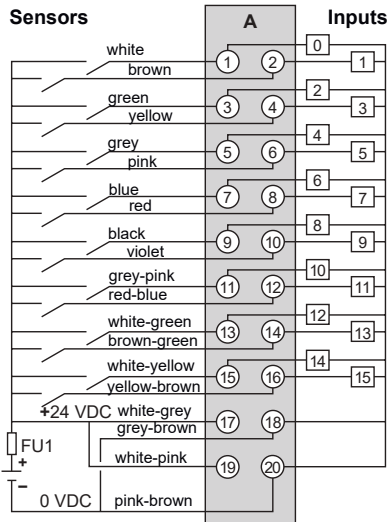 Sensors A Inputs
white 0
1 2 1
brown
green 2
3 4 3
yellow
grey 4
5 6 5
pink
blue 6
7 8 7
red
black 8
9 10 9
violet
grey-pink 10
11 12 11
red-blue
white-green 12
13 14 13
brown-green
white-yellow 14
15 16 15
yellow-brown
+24 VDC white-grey
17 18
grey-brown
FU1
+
white-pink
19 20
−
0 VDC pink-brown